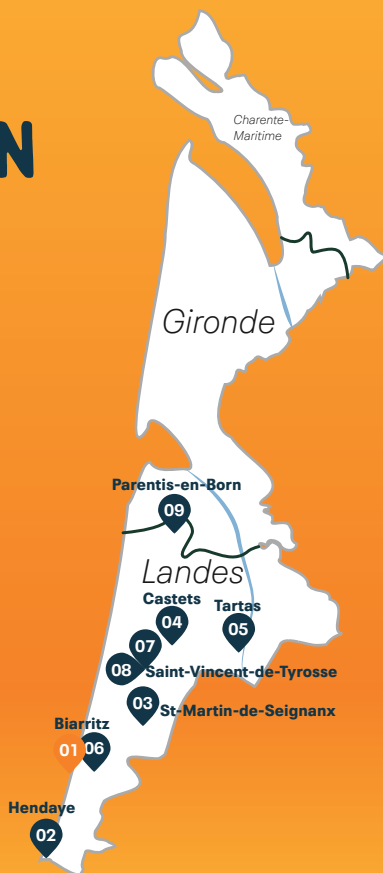 N
Charente-
Maritime
Gironde
Parentis-en-Born
09
Landes
Castets
04
Tartas
05
07
08
Saint-Vincent-de-Tyrosse
03
St-Martin-de-Seignanx
Biarritz
01
06
Hendaye
02